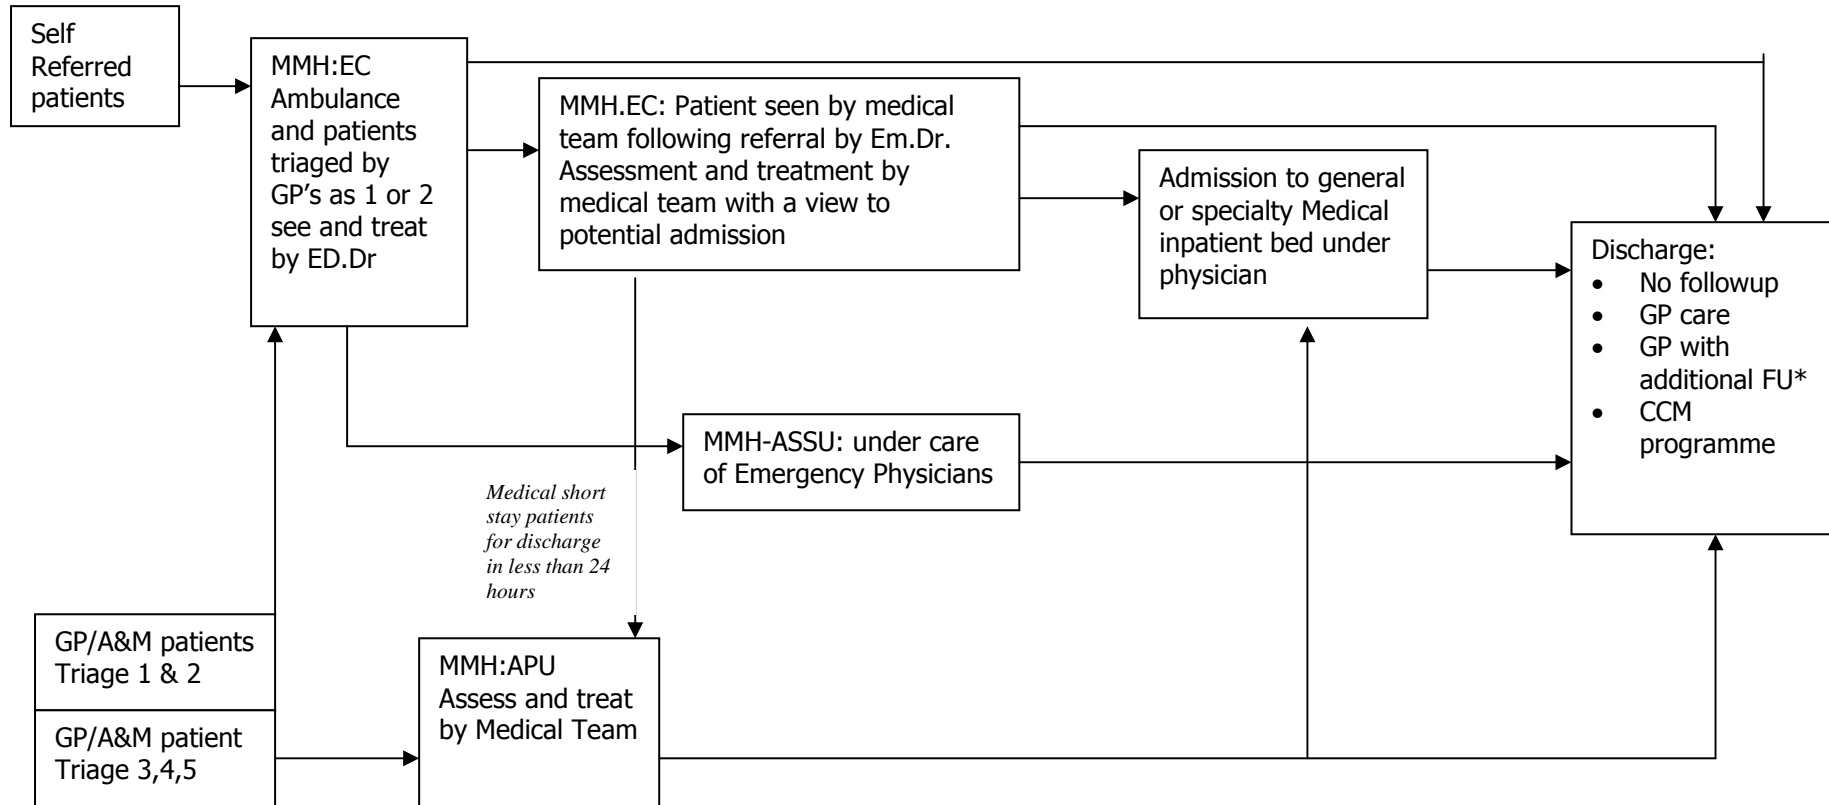 Self
Referred
patients
MMH:EC
Ambulance
and patients
triaged by
GP’s as 1 or 2
see and treat
by ED.Dr
MMH.EC: Patient seen by medical
team following referral by Em.Dr.
Assessment and treatment by
medical team with a view to
potential admission
Admission to general
or specialty Medical
inpatient bed under
physician
Discharge:
• No followup
• GP care
• GP with
additional FU*
• CCM
programme
MMH-ASSU: under care
of Emergency Physicians
Medical short
stay patients
for discharge
in less than 24
hours
GP/A&M patients
Triage 1 & 2
GP/A&M patient
Triage 3,4,5
MMH:APU
Assess and treat
by Medical Team